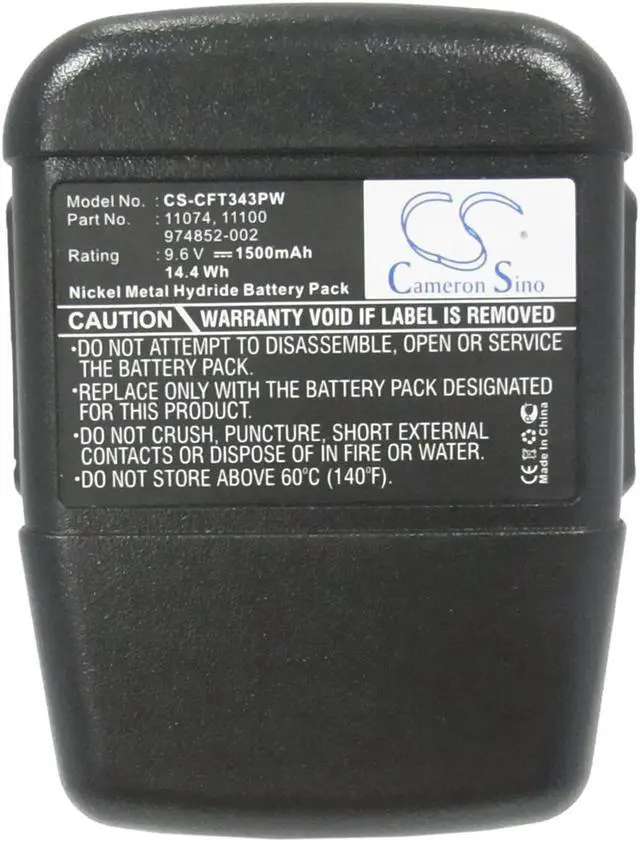 Model No. : CS-CFT343PW
Part No. : 11074, 11100
974852-002
Rating : 9.6 V ⎓ 1500mAh
14.4 Wh
Nickel Metal Hydride Battery Pack
CS
®
Cameron Sino
CAUTION WARRANTY VOID IF LABEL IS REMOVED
•DO NOT ATTEMPT TO DISASSEMBLE, OPEN OR SERVICE
THE BATTERY PACK.
•REPLACE ONLY WITH THE BATTERY PACK DESIGNATED
FOR THIS PRODUCT.
•DO NOT CRUSH, PUNCTURE, SHORT EXTERNAL
CONTACTS OR DISPOSE OF IN FIRE OR WATER.
•DO NOT STORE ABOVE 60°C (140°F).
CE
Made In China